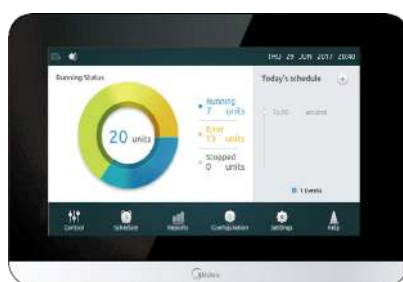 THU 29 JUN 2017 20:40
Running Status
Today's schedule
20 units
Running
7 units
Error
13 units
Stopped
0 units
1 Events
Control
Schedule
Reports
Configuration
Settings
Help
Midea